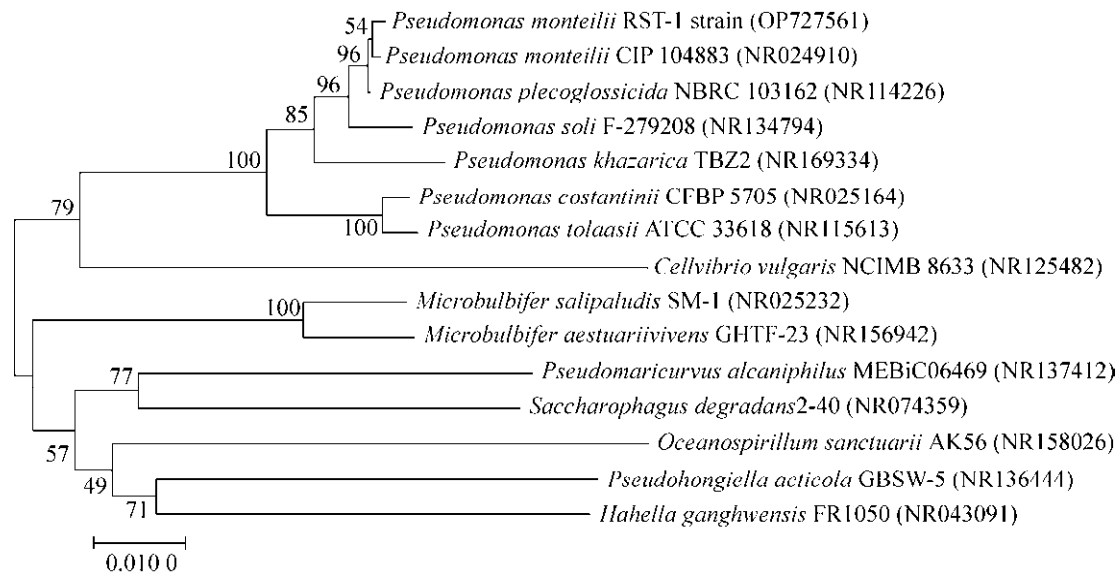 54
Pseudomonas monteilii RST-1 strain (OP727561)
96
Pseudomonas monteilii CIP 104883 (NR024910)
96
Pseudomonas plecoglossicida NBRC 103162 (NR114226)
85
Pseudomonas soli F-279208 (NR134794)
100
Pseudomonas khazarica TBZ2 (NR169334)
79
Pseudomonas costantinii CFBP 5705 (NR025164)
100
Pseudomonas tolaasii ATCC 33618 (NR115613)
Cellvibrio vulgaris NCIMB 8633 (NR125482)
100
Microbulbifer salipaludis SM-1 (NR025232)
Microbulbifer aestuariivivens GHTF-23 (NR156942)
77
Pseudomaricurvus alcaniphilus MEBiC06469 (NR137412)
Saccharophagus degradans2-40 (NR074359)
57
Oceanospirillum sanctuarii AK56 (NR158026)
49
Pseudohongiella acticola GBSW-5 (NR136444)
71
Hahella ganghwensis FR1050 (NR043091)
0.010 0